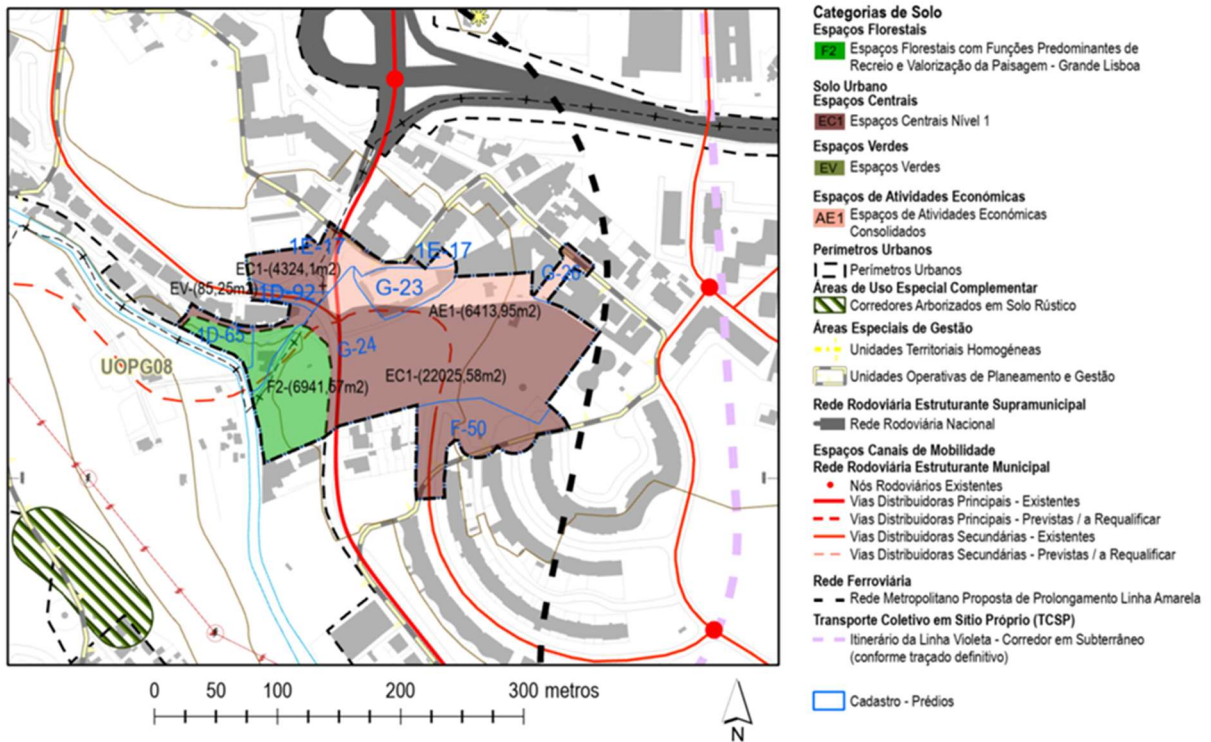 1E-17
1E-17
EC1-(4324,1m2)
G-26
EV-(85,25m2)
1D-92
G-23
AE1-(6413,95m2)
1D-65
G-24
UOPG08
F2-(6941,67m2)
EC1-(22025,58m2)
F-50
0 50 100 200 300 metros
N
Categorias de Solo
Espaços Florestais
F2 Espaços Florestais com Funções Predominantes de
Recreio e Valorização da Paisagem - Grande Lisboa
Solo Urbano
Espaços Centrais
EC1 Espaços Centrais Nível 1
Espaços Verdes
EV Espaços Verdes
Espaços de Atividades Económicas
AE1 Espaços de Atividades Económicas
Consolidados
Perímetros Urbanos
Perímetros Urbanos
Áreas de Uso Especial Complementar
Corredores Arborizados em Solo Rústico
Áreas Especiais de Gestão
Unidades Territoriais Homogéneas
Unidades Operativas de Planeamento e Gestão
Rede Rodoviária Estruturante Supramunicipal
Rede Rodoviária Nacional
Espaços Canais de Mobilidade
Rede Rodoviária Estruturante Municipal
Nós Rodoviários Existentes
Vias Distribuidoras Principais - Existentes
Vias Distribuidoras Principais - Previstas / a Requalificar
Vias Distribuidoras Secundárias - Existentes
Vias Distribuidoras Secundárias - Previstas / a Requalificar
Rede Ferroviária
Rede Metropolitano Proposta de Prolongamento Linha Amarela
Transporte Coletivo em Sítio Próprio (TCSP)
Itinerário da Linha Violeta - Corredor em Subterrâneo
(conforme traçado definitivo)
Cadastro - Prédios